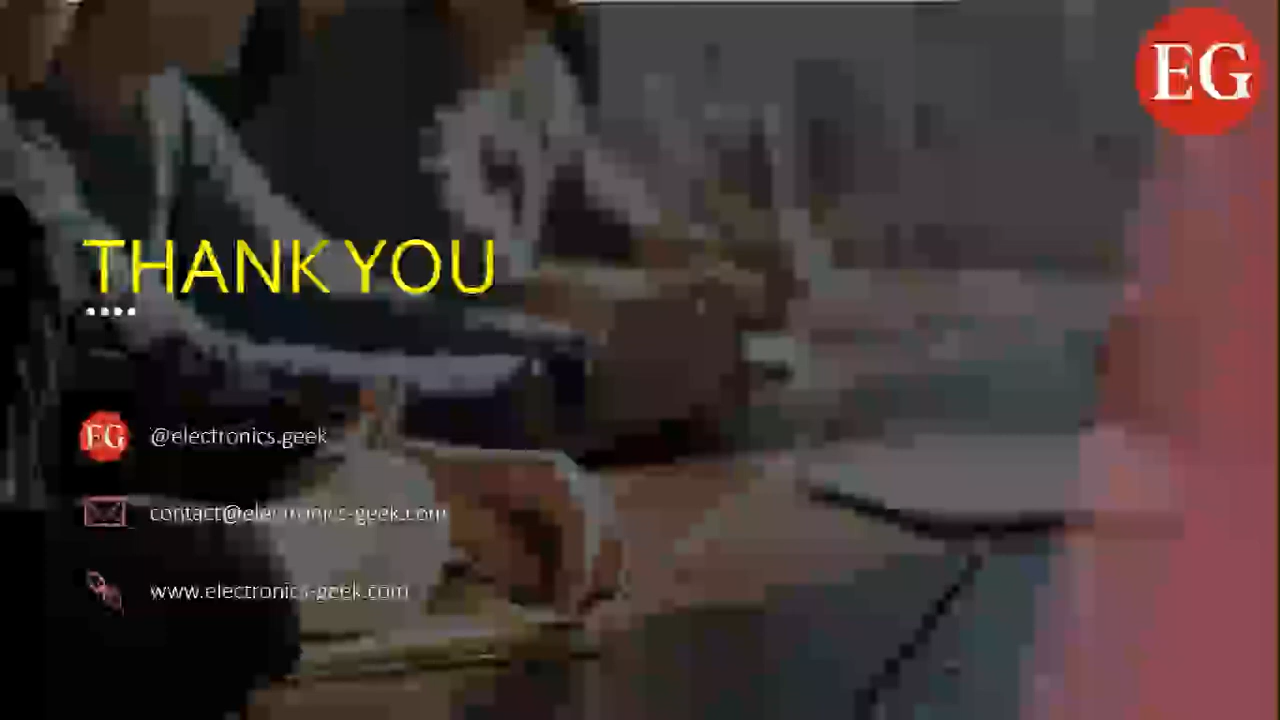 EG
THANK YOU
EG @electronics.geek
contact@electronics-geek.com
www.electronics-geek.com